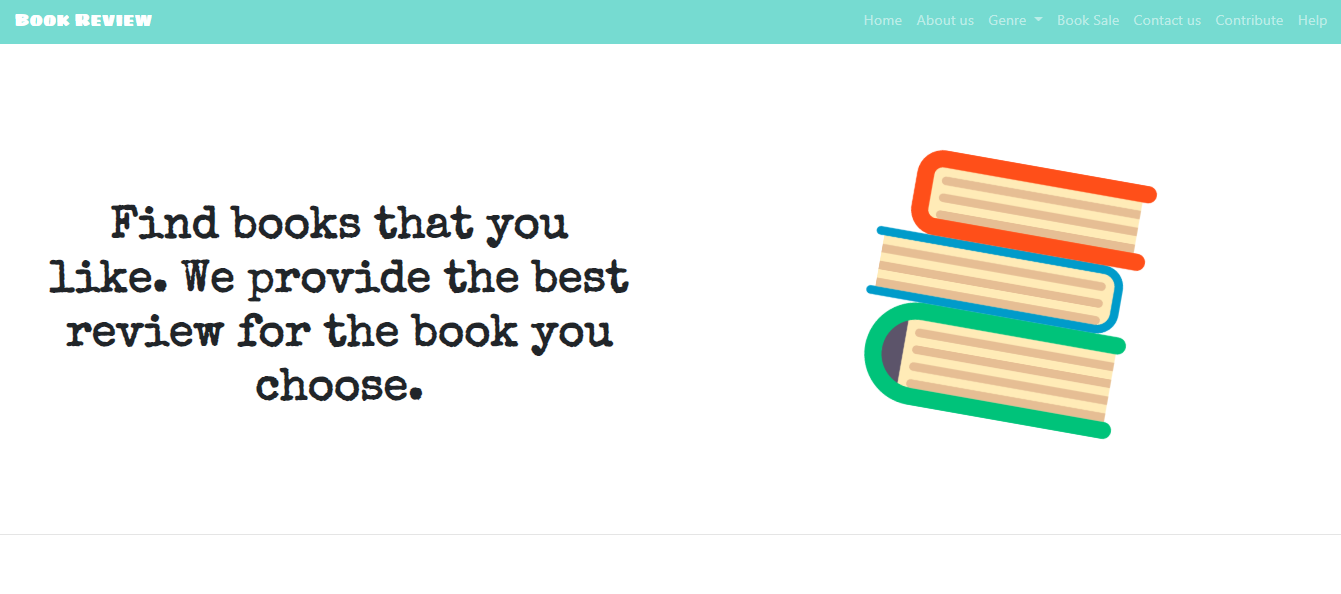 Book Review
Home About us Genre Book Sale Contact us Contribute Help
Find books that you
like. We provide the best
review for the book you
choose.